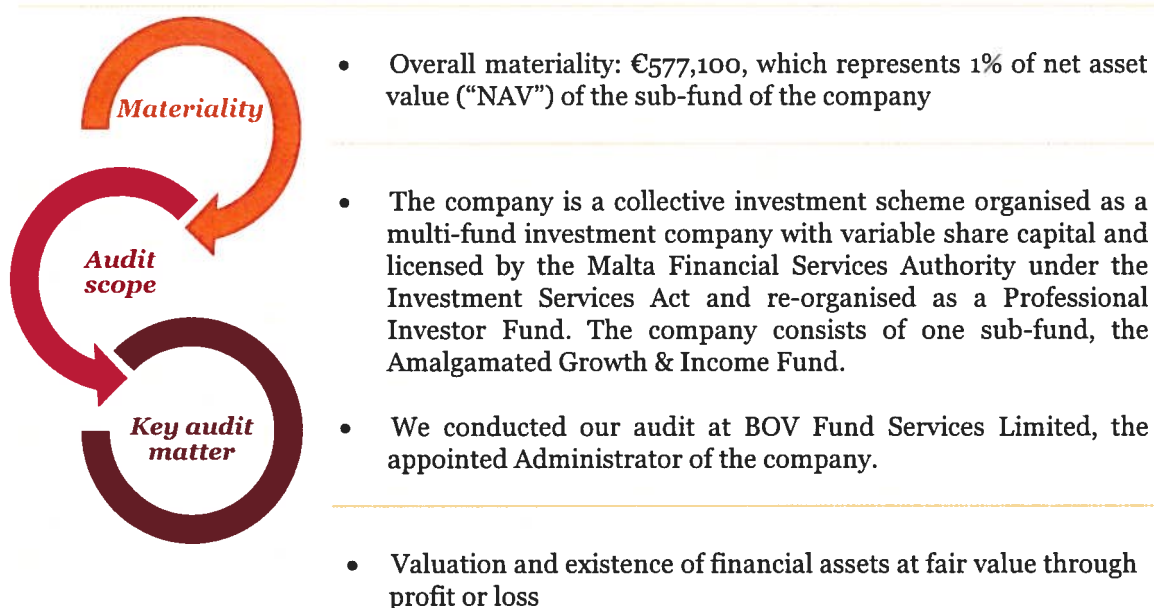 Materiality
• Overall materiality: €577,100, which represents 1% of net asset
value (“NAV”) of the sub-fund of the company
Audit
scope
• The company is a collective investment scheme organised as a
multi-fund investment company with variable share capital and
licensed by the Malta Financial Services Authority under the
Investment Services Act and re-organised as a Professional
Investor Fund. The company consists of one sub-fund, the
Amalgamated Growth & Income Fund.
• We conducted our audit at BOV Fund Services Limited, the
appointed Administrator of the company.
Key audit
matter
• Valuation and existence of financial assets at fair value through
profit or loss